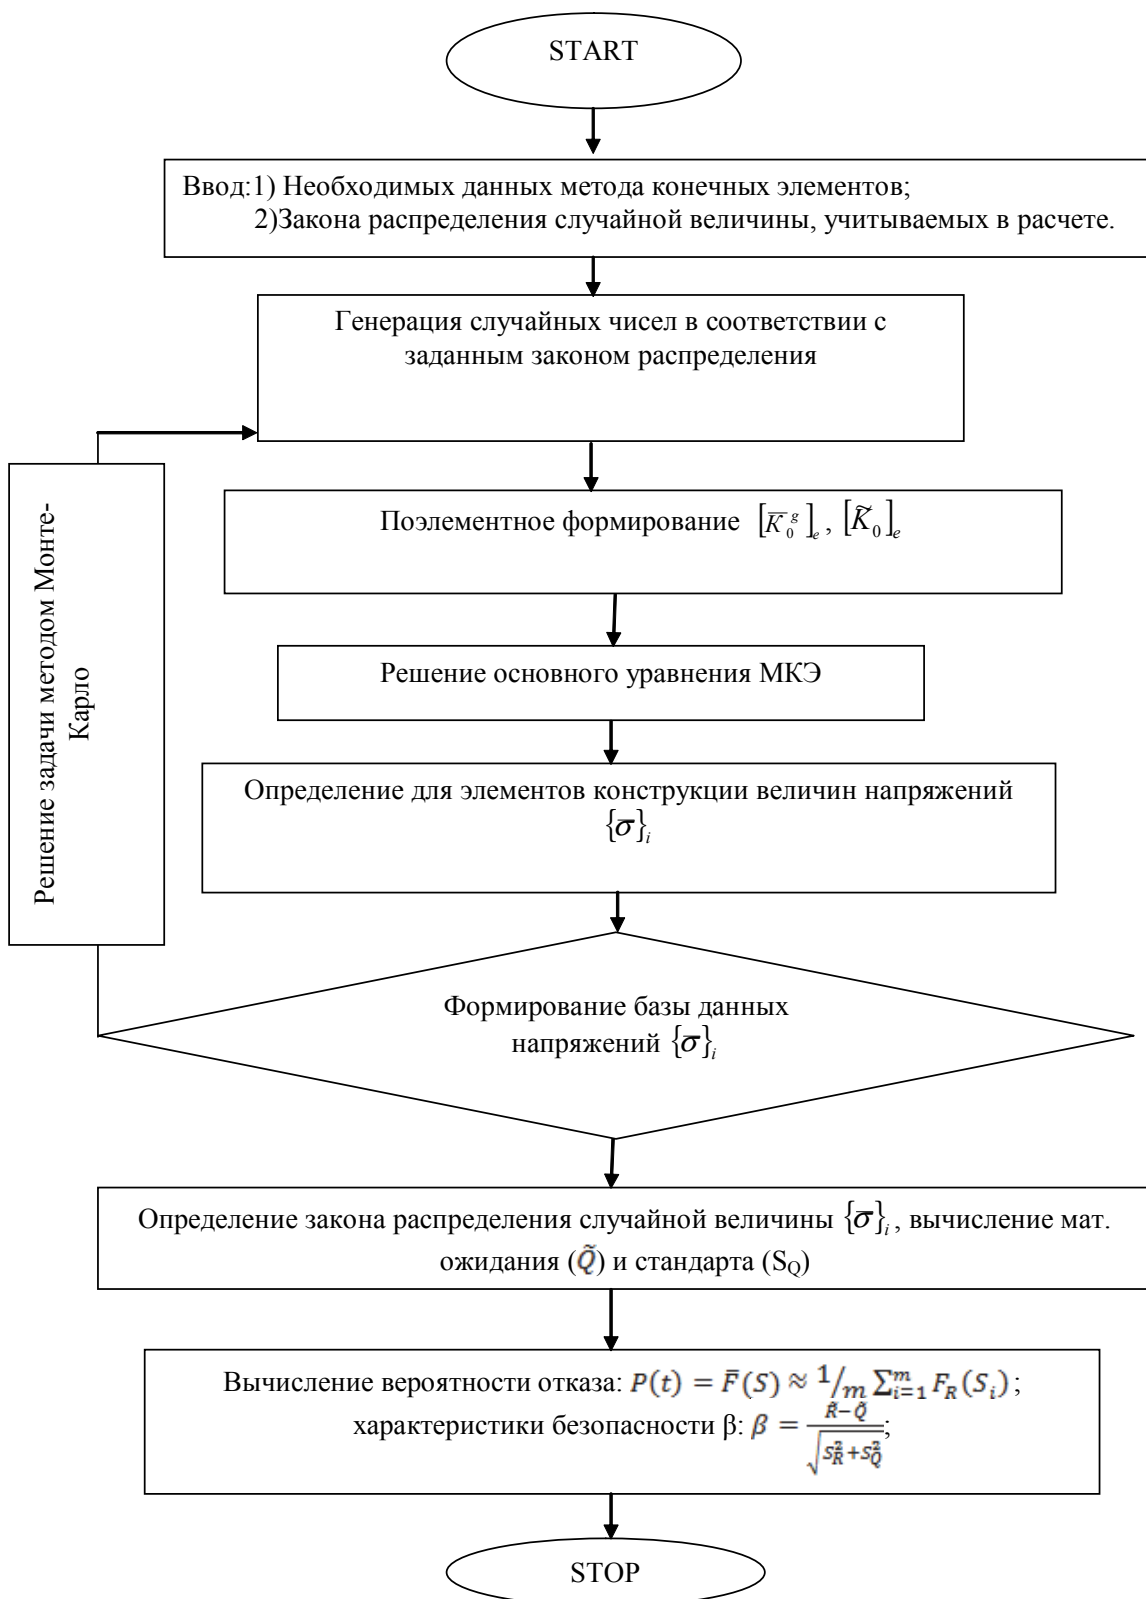 START
Ввод:1) Необходимых данных метода конечных элементов;
2)Закона распределения случайной величины, учитываемых в расчете.
Генерация случайных чисел в соответствии с
заданным законом распределения
Решение задачи методом Монте-
Карло
Поэлементное формирование [K̅₀ᵍ]ₑ, [K̃₀]ₑ
Решение основного уравнения МКЭ
Определение для элементов конструкции величин напряжений
{σ̅}ᵢ
Формирование базы данных
напряжений {σ̅}ᵢ
Определение закона распределения случайной величины {σ̅}ᵢ, вычисление мат.
ожидания (Q̃) и стандарта (S_Q)
Вычисление вероятности отказа: P(t) = F̅(S) ≈ 1/m ∑_{i=1}^{m} F_R(S_i);
характеристики безопасности β: β = (R̃−Q̃)/√(S_R²+S_Q²);
STOP